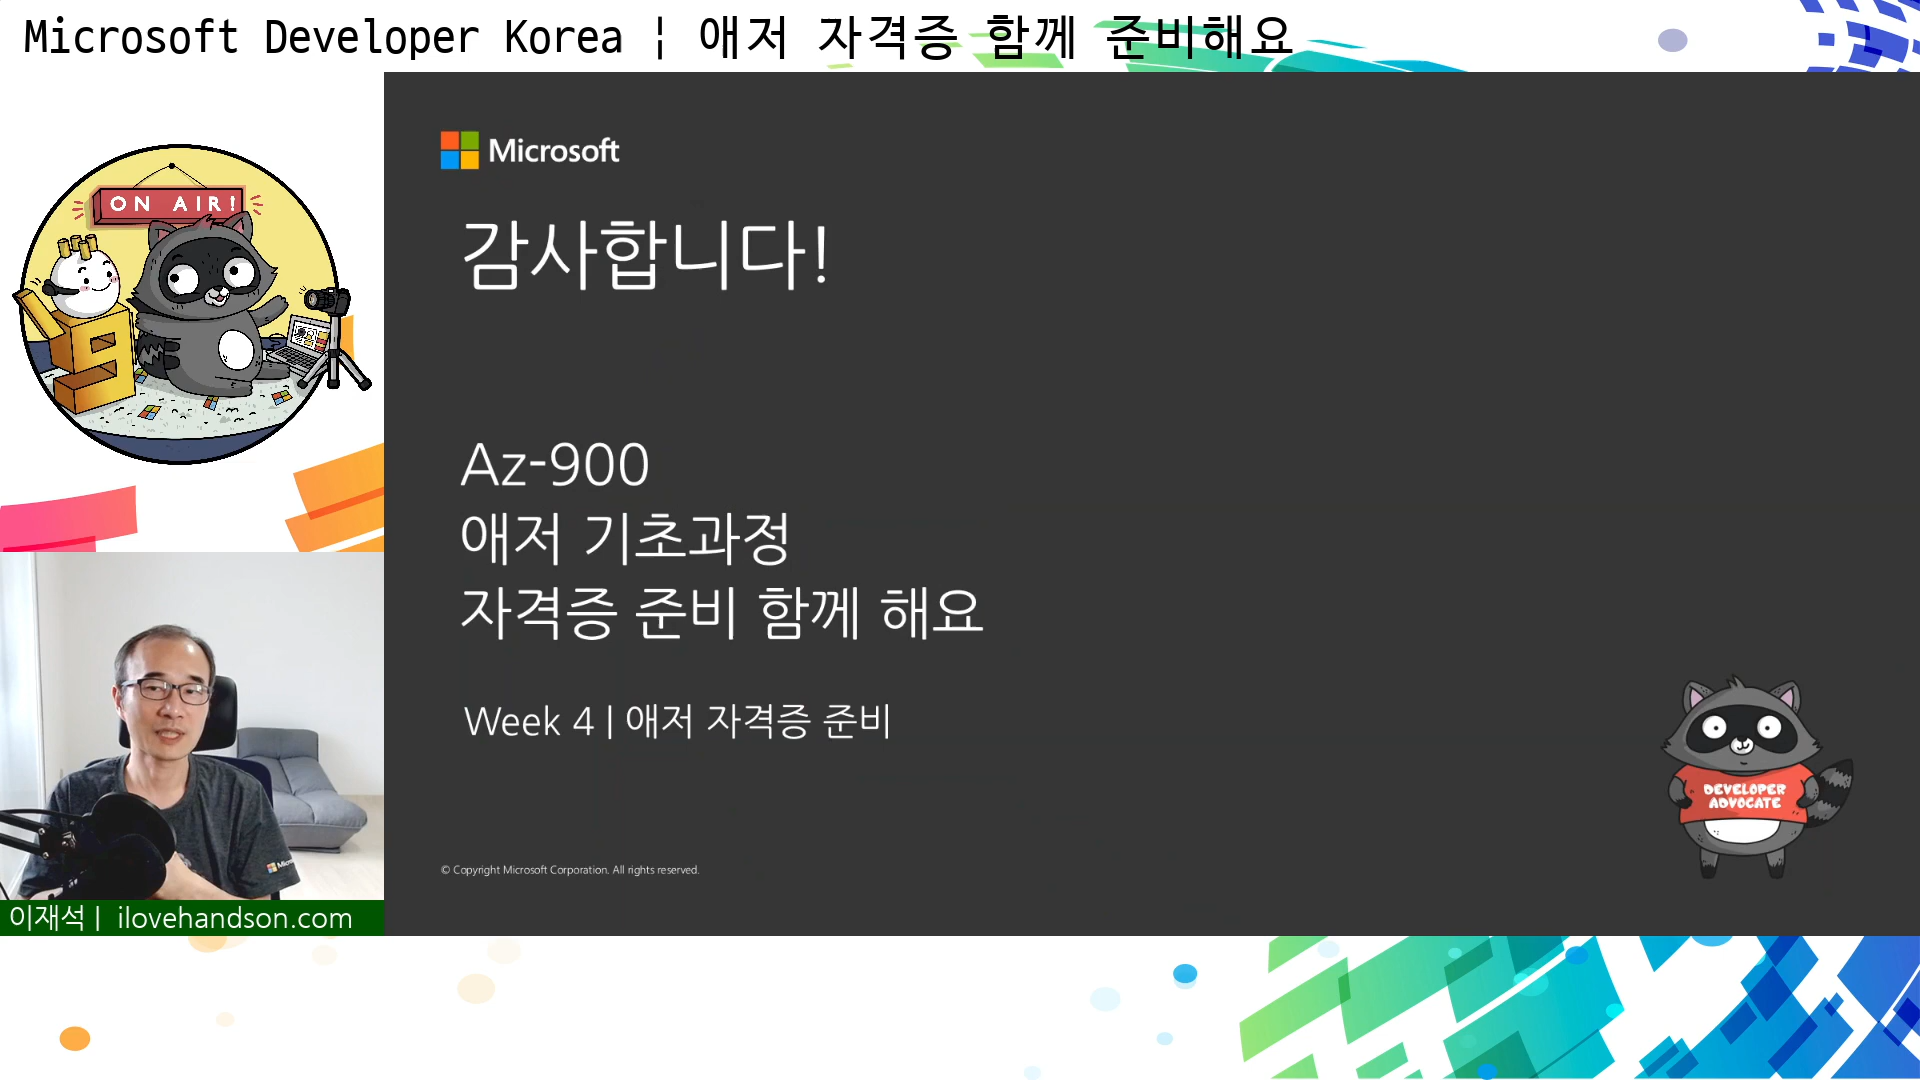 Microsoft Developer Korea ¦ 애저 자격증 함께 준비해요
ON AIR!
Microsoft
감사합니다!
Az-900
애저 기초과정
자격증 준비 함께 해요
Week 4 | 애저 자격증 준비
DEVELOPER
ADVOCATE
© Copyright Microsoft Corporation. All rights reserved.
이재석 | ilovehandson.com